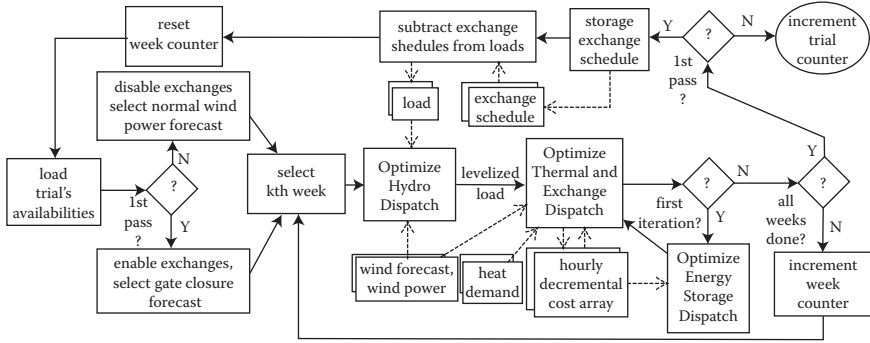 reset
week counter
subtract exchange
shedules from loads
storage
exchange
schedule
?
Y
N
1st
pass
?
increment
trial
counter
disable exchanges
select normal wind
power forecast
load
exchange
schedule
load
trial's
availabilities
?
N
Y
1st
pass
?
select
kth week
Optimize
Hydro
Dispatch
levelized
load
Optimize
Thermal and
Exchange
Dispatch
?
N
Y
first
iteration?
?
Y
N
all
weeks
done?
enable exchanges,
select gate closure
forecast
wind forecast,
wind power
heat
demand
hourly
decremental
cost array
Optimize
Energy
Storage
Dispatch
increment
week
counter